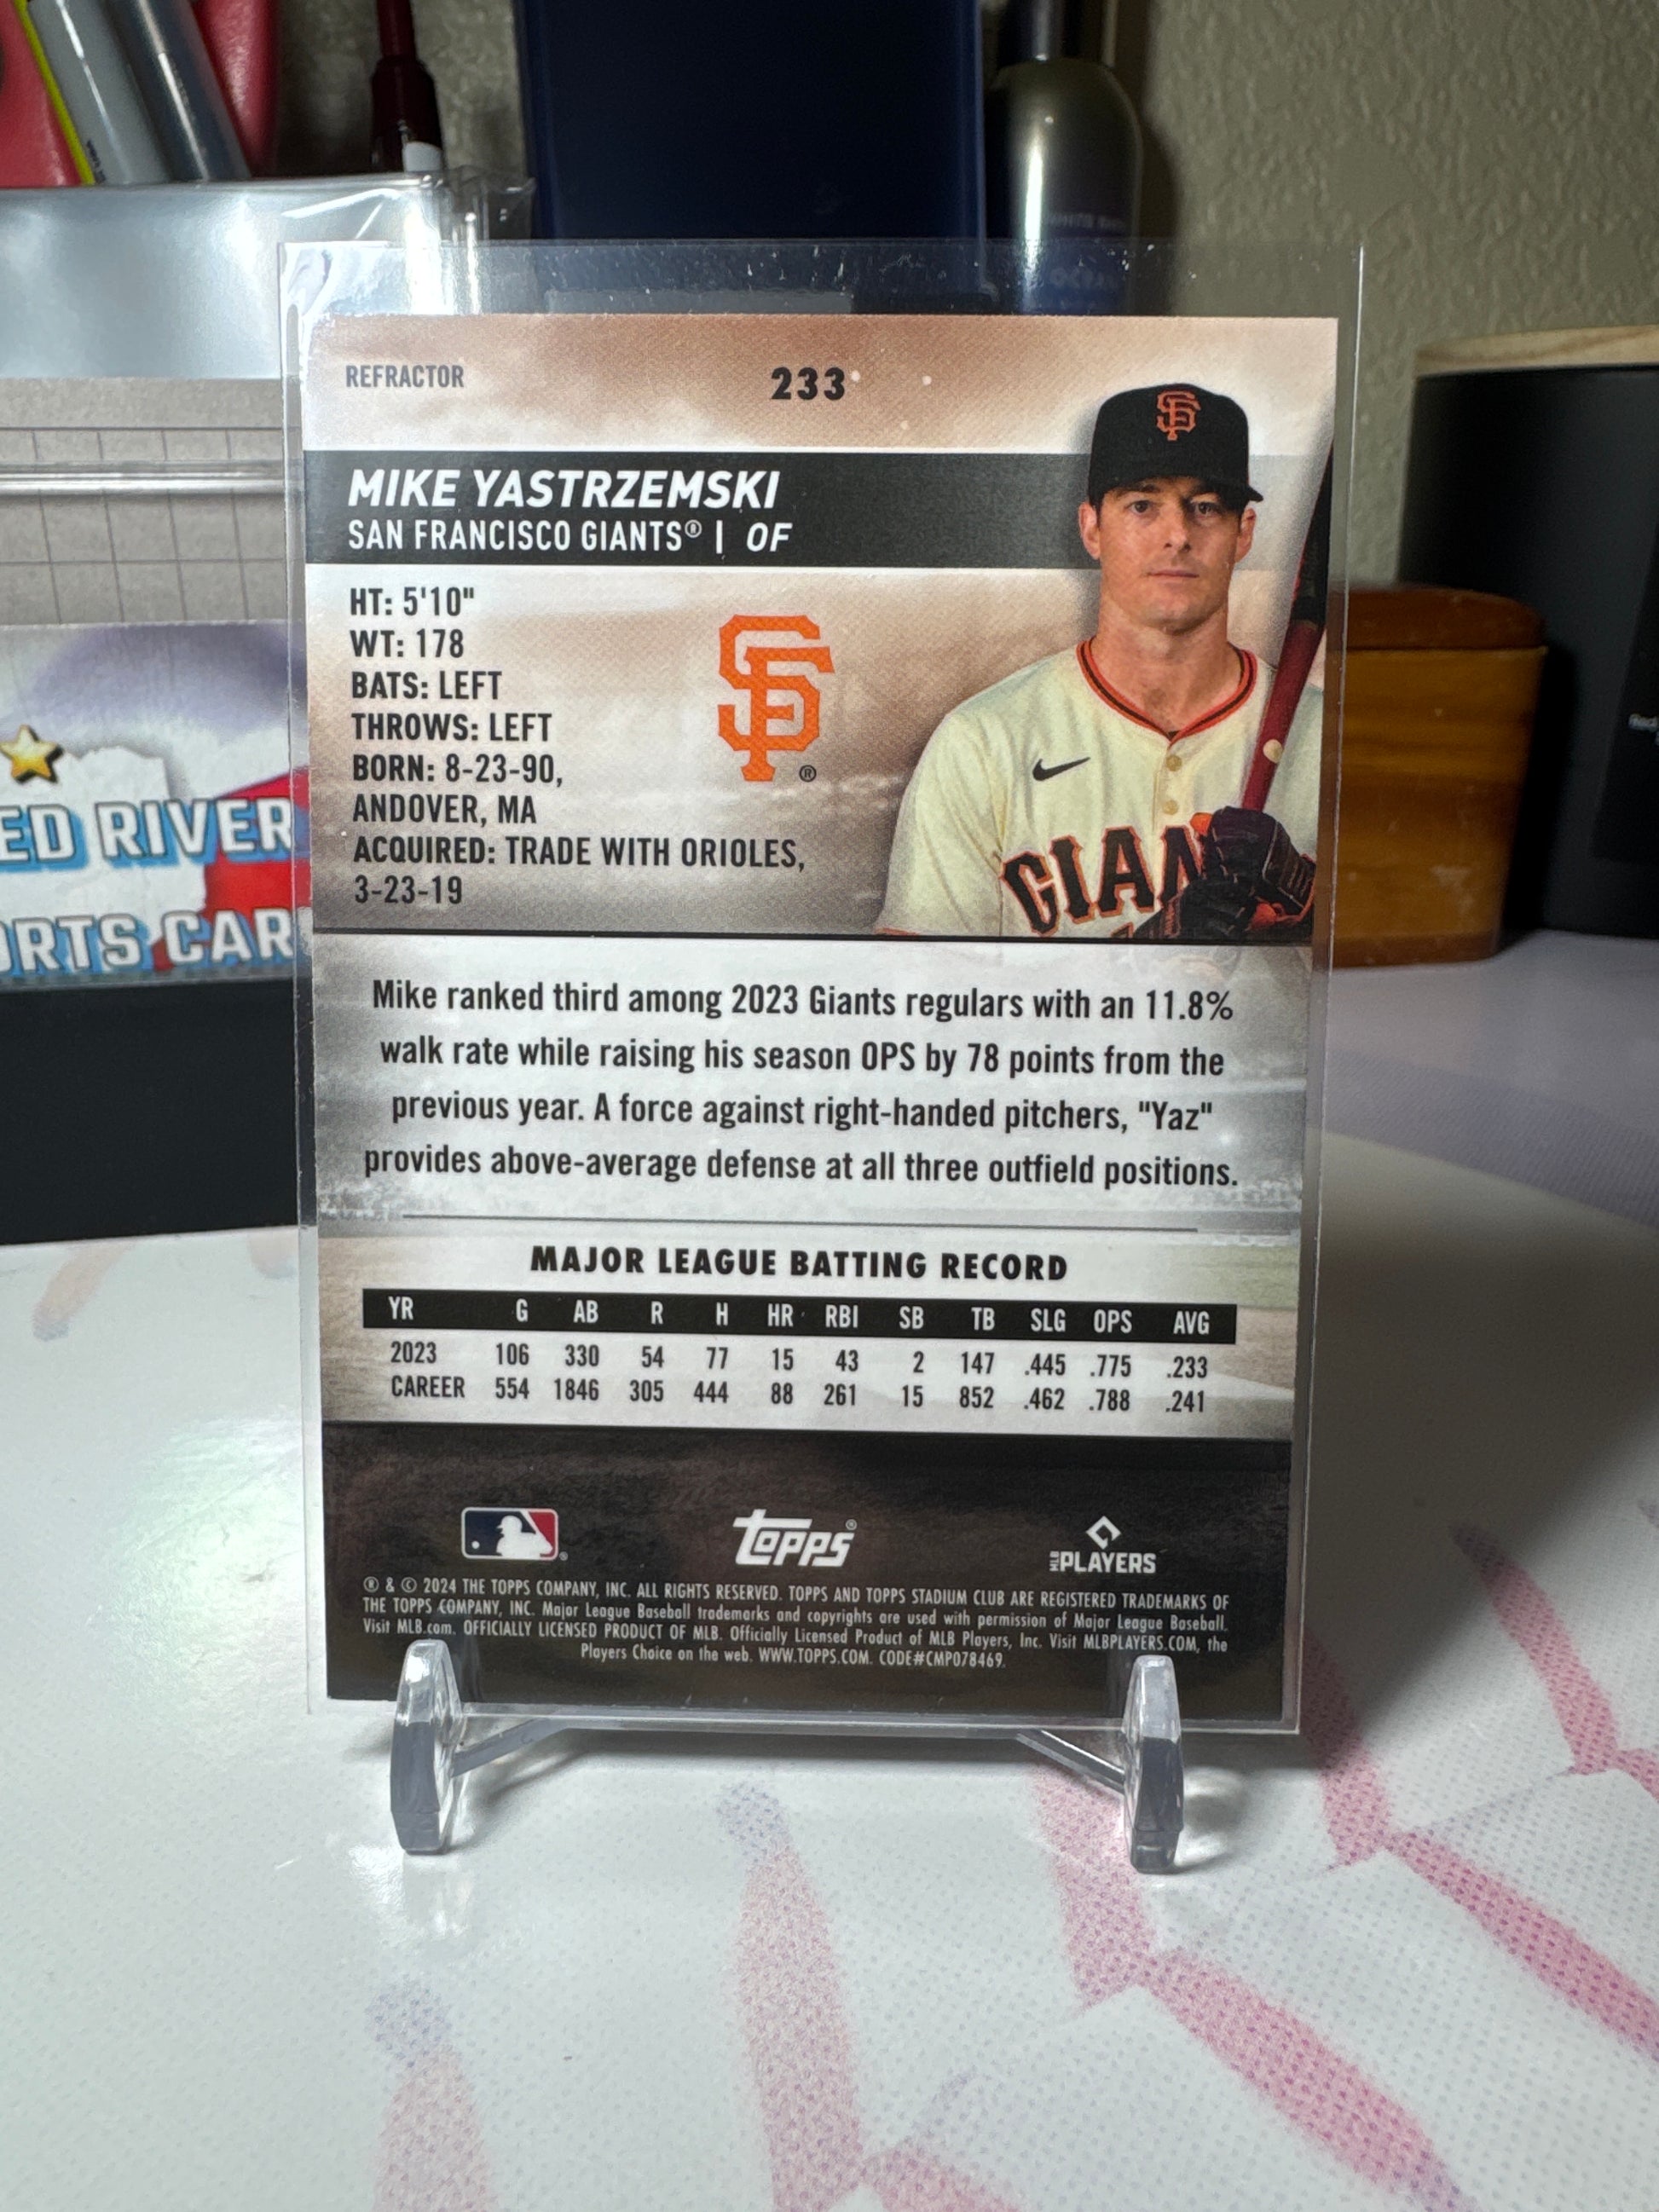 REFRACTOR
233
MIKE YASTRZEMSKI
SAN FRANCISCO GIANTS® | OF
HT: 5'10"
WT: 178
BATS: LEFT
THROWS: LEFT
BORN: 8-23-90,
ANDOVER, MA
ACQUIRED: TRADE WITH ORIOLES,
3-23-19
SF
®
SF
GIAN
Mike ranked third among 2023 Giants regulars with an 11.8%
walk rate while raising his season OPS by 78 points from the
previous year. A force against right-handed pitchers, "Yaz"
provides above-average defense at all three outfield positions.
MAJOR LEAGUE BATTING RECORD
YR G AB R H HR RBI SB TB SLG OPS AVG
2023 106 330 54 77 15 43 2 147 .445 .775 .233
CAREER 554 1846 305 444 88 261 15 852 .462 .788 .241
Topps®
MLB PLAYERS
® & © 2024 THE TOPPS COMPANY, INC. ALL RIGHTS RESERVED. TOPPS AND TOPPS STADIUM CLUB ARE REGISTERED TRADEMARKS OF
THE TOPPS COMPANY, INC. Major League Baseball trademarks and copyrights are used with permission of Major League Baseball.
Visit MLB.com. OFFICIALLY LICENSED PRODUCT OF MLB. Officially Licensed Product of MLB Players, Inc. Visit MLBPLAYERS.COM, the
Players Choice on the web. WWW.TOPPS.COM. CODE#CMP078469.
ED RIVER
ORTS CAR